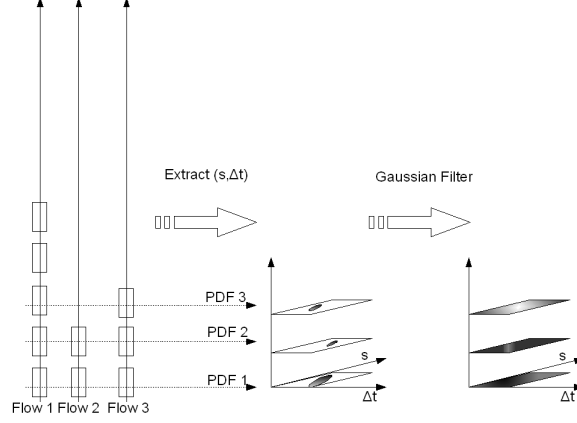 Extract (s,Δt)
Gaussian Filter
PDF 3
PDF 2
PDF 1
s
Δt
s
Δt
Flow 1 Flow 2 Flow 3